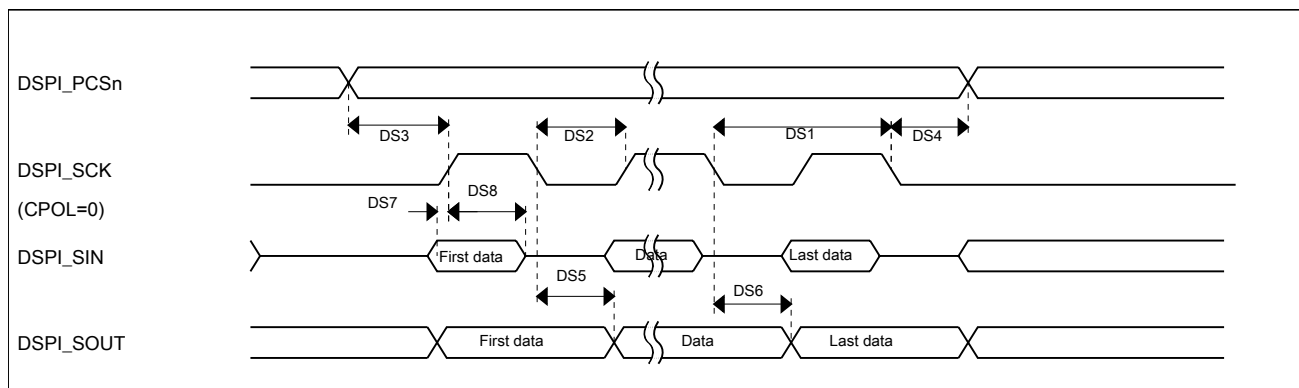 DSPI_PCSn
DS3
DS2
DS1
DS4
DSPI_SCK
(CPOL=0)
DS7
DS8
DSPI_SIN
First data
Data
Last data
DS5
DS6
DSPI_SOUT
First data
Data
Last data